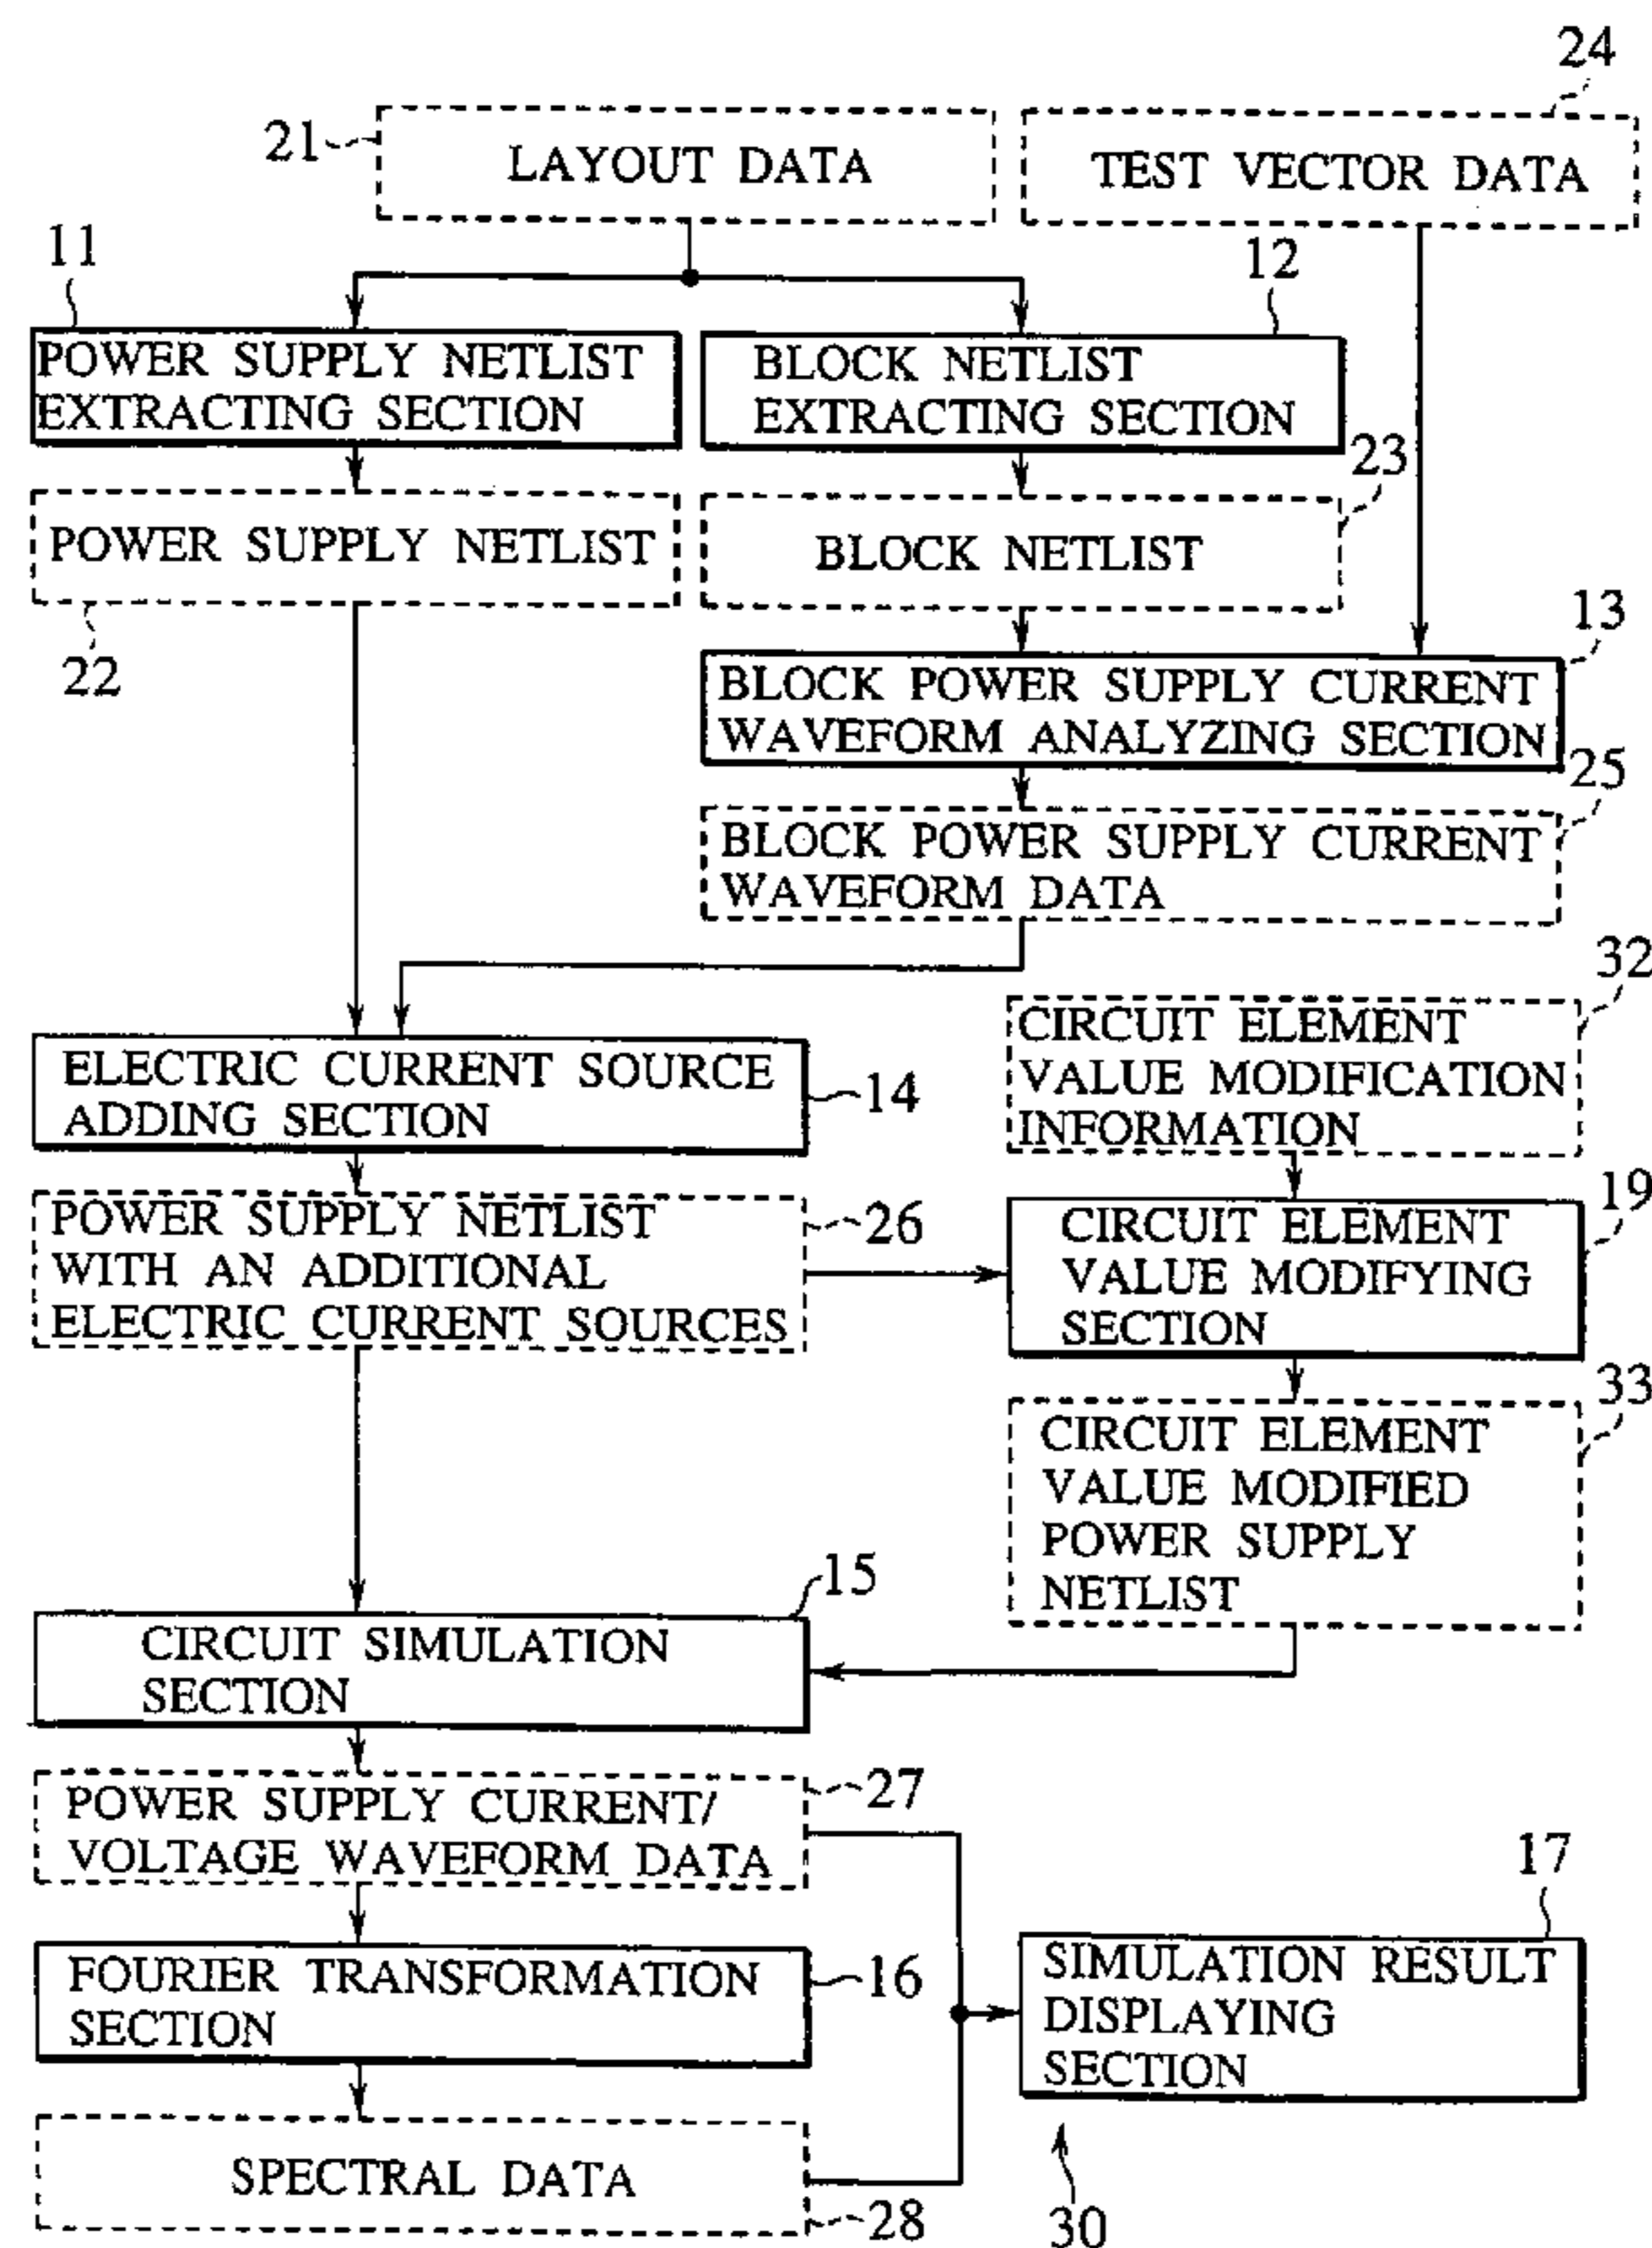 24
21
LAYOUT DATA
TEST VECTOR DATA
11
12
POWER SUPPLY NETLIST
EXTRACTING SECTION
BLOCK NETLIST
EXTRACTING SECTION
23
POWER SUPPLY NETLIST
BLOCK NETLIST
22
13
BLOCK POWER SUPPLY CURRENT
WAVEFORM ANALYZING SECTION
25
BLOCK POWER SUPPLY CURRENT
WAVEFORM DATA
32
CIRCUIT ELEMENT
VALUE MODIFICATION
INFORMATION
ELECTRIC CURRENT SOURCE
ADDING SECTION
14
19
POWER SUPPLY NETLIST
WITH AN ADDITIONAL
ELECTRIC CURRENT SOURCES
26
CIRCUIT ELEMENT
VALUE MODIFYING
SECTION
33
CIRCUIT ELEMENT
VALUE MODIFIED
POWER SUPPLY
NETLIST
15
CIRCUIT SIMULATION
SECTION
POWER SUPPLY CURRENT/
VOLTAGE WAVEFORM DATA
27
17
FOURIER TRANSFORMATION
SECTION
16
SIMULATION RESULT
DISPLAYING
SECTION
SPECTRAL DATA
28
30